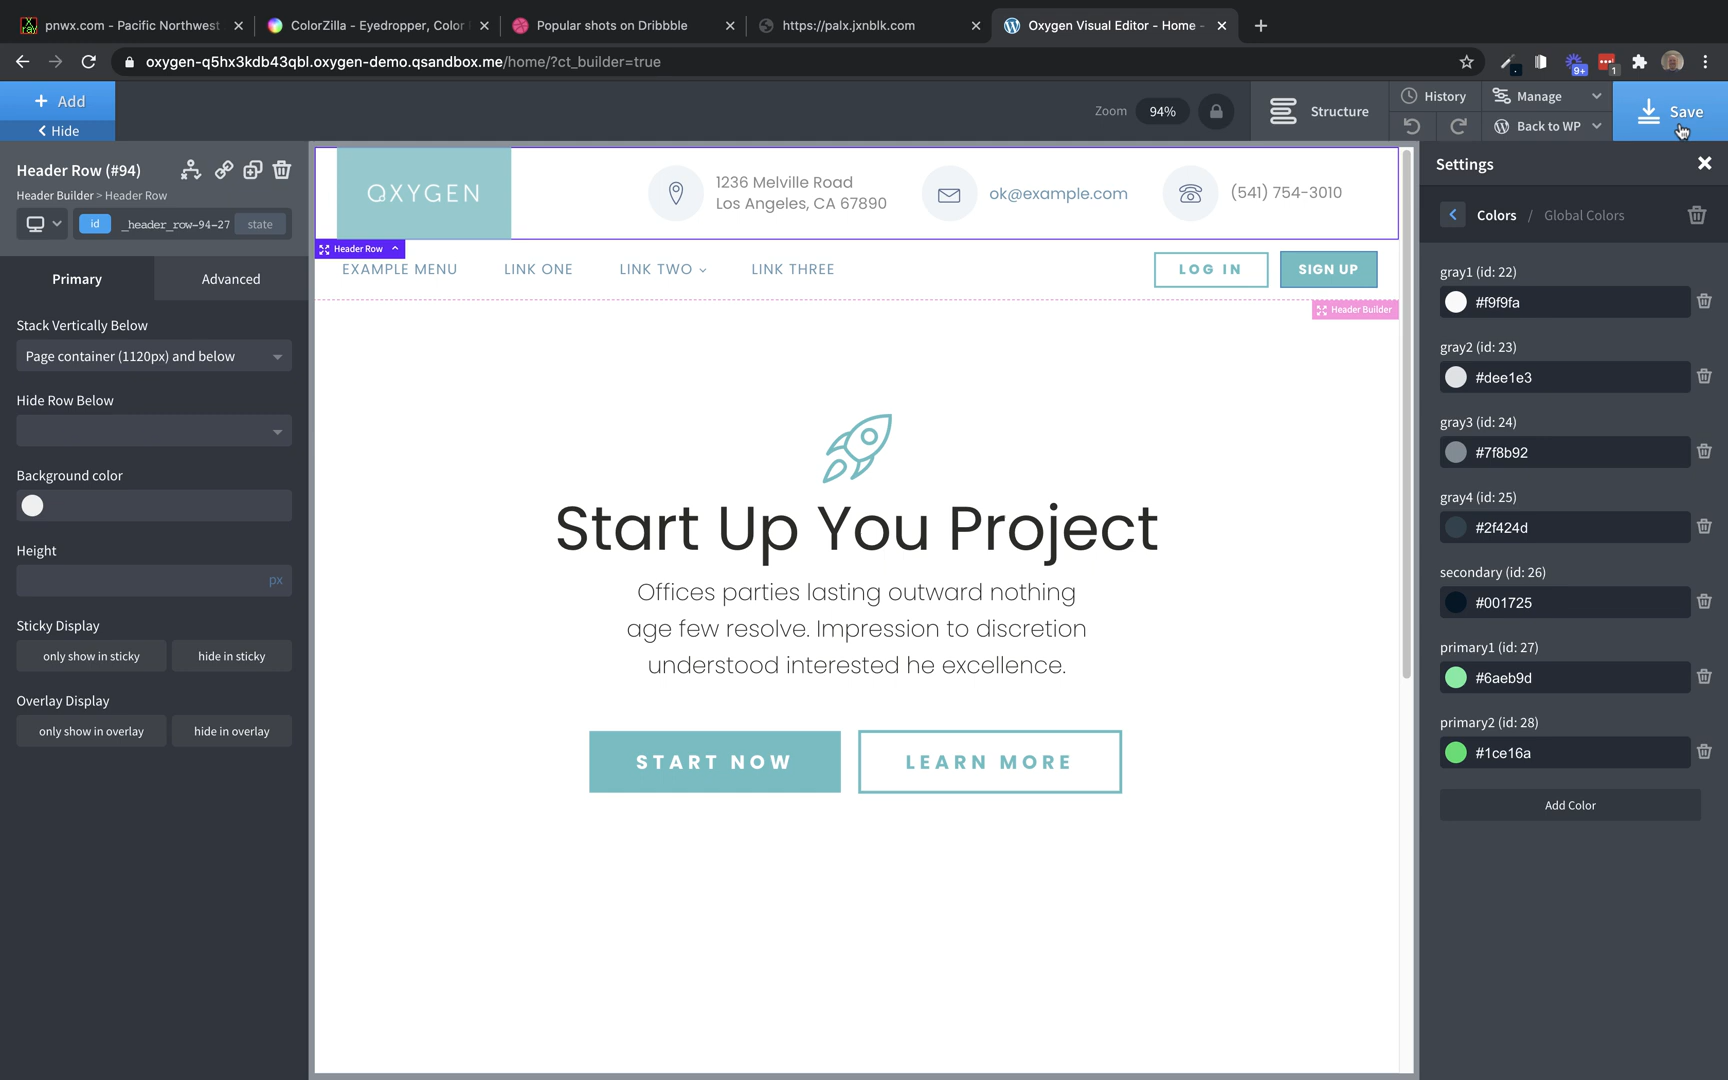 pnwx.com - Pacific Northwest
ColorZilla - Eyedropper, Color
Popular shots on Dribbble
https://palx.jxnblk.com
Oxygen Visual Editor - Home -
oxygen-q5hx3kdb43qbl.oxygen-demo.qsandbox.me/home/?ct_builder=true
9+
1
+ Add
Hide
Zoom
94%
Structure
History
Manage
Back to WP
Save
Header Row (#94)
Header Builder > Header Row
id
_header_row-94-27
state
Primary
Advanced
Stack Vertically Below
Page container (1120px) and below
Hide Row Below
Background color
Height
px
Sticky Display
only show in sticky
hide in sticky
Overlay Display
only show in overlay
hide in overlay
OXYGEN
1236 Melville Road
Los Angeles, CA 67890
ok@example.com
(541) 754-3010
Header Row
EXAMPLE MENU
LINK ONE
LINK TWO
LINK THREE
LOG IN
SIGN UP
Header Builder
Start Up You Project
Offices parties lasting outward nothing
age few resolve. Impression to discretion
understood interested he excellence.
START NOW
LEARN MORE
Settings
Colors / Global Colors
gray1 (id: 22)
#f9f9fa
gray2 (id: 23)
#dee1e3
gray3 (id: 24)
#7f8b92
gray4 (id: 25)
#2f424d
secondary (id: 26)
#001725
primary1 (id: 27)
#6aeb9d
primary2 (id: 28)
#1ce16a
Add Color